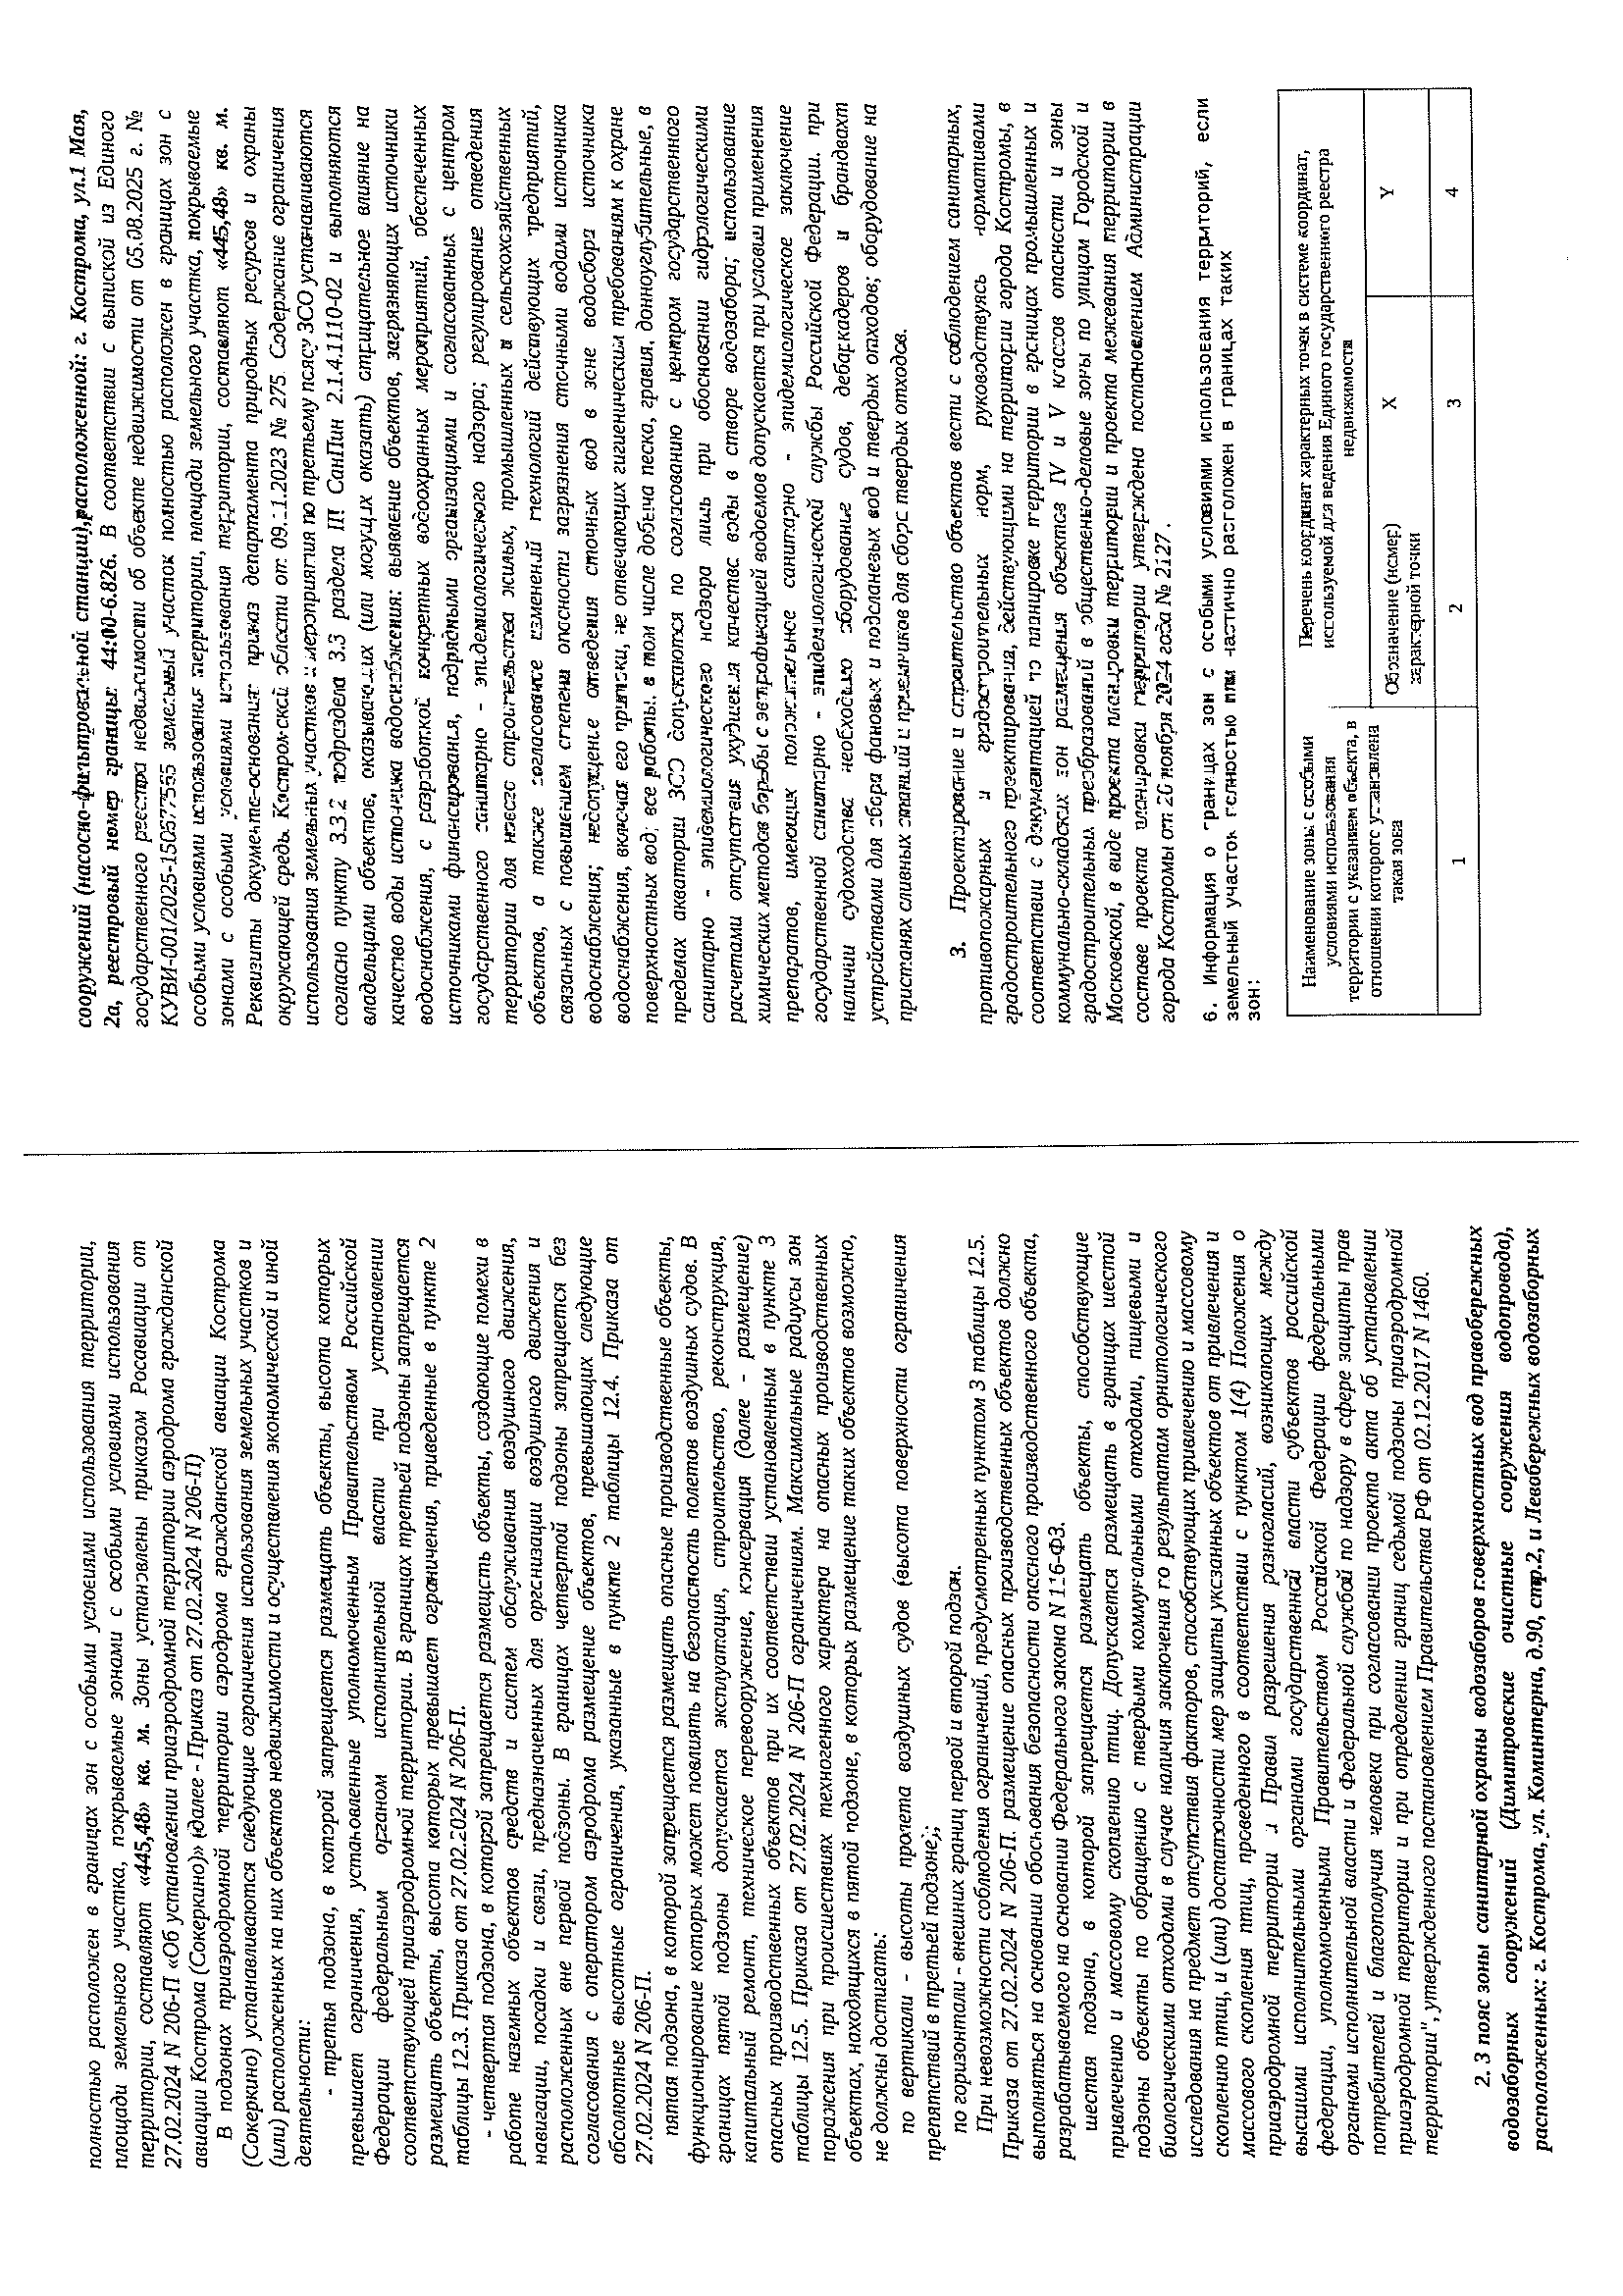 полностью расположен в границах зон с особыми условиями использования территории,
площади земельного участка, покрываемые зонами с особыми условиями использования
территории, составляют «445,48» кв. м. Зоны установлены приказом Росавиации от
27.02.2024 N 206-П «Об установлении приаэродромной территории аэродрома гражданской
авиации Кострома (Сокеркино)» (далее - Приказ от 27.02.2024 N 206-П)
В подзонах приаэродромной территории аэродрома гражданской авиации Кострома
(Сокеркино) устанавливаются следующие ограничения использования земельных участков и
(или) расположенных на них объектов недвижимости и осуществления экономической и иной
деятельности:
- третья подзона, в которой запрещается размещать объекты, высота которых
превышает ограничения, установленные уполномоченным Правительством Российской
Федерации федеральным органом исполнительной власти при установлении
соответствующей приаэродромной территории. В границах третьей подзоны запрещается
размещать объекты, высота которых превышает ограничения, приведенные в пункте 2
таблицы 12.3. Приказа от 27.02.2024 N 206-П.
- четвертая подзона, в которой запрещается размещать объекты, создающие помехи в
работе наземных объектов средств и систем обслуживания воздушного движения,
навигации, посадки и связи, предназначенных для организации воздушного движения и
расположенных вне первой подзоны. В границах четвертой подзоны запрещается без
согласования с оператором аэродрома размещение объектов, превышающих следующие
абсолютные высотные ограничения, указанные в пункте 2 таблицы 12.4. Приказа от
27.02.2024 N 206-П.
пятая подзона, в которой запрещается размещать опасные производственные объекты,
функционирование которых может повлиять на безопасность полетов воздушных судов. В
границах пятой подзоны допускается эксплуатация, строительство, реконструкция,
капитальный ремонт, техническое перевооружение, консервация (далее - размещение)
опасных производственных объектов при их соответствии установленным в пункте 3
таблицы 12.5. Приказа от 27.02.2024 N 206-П ограничениям. Максимальные радиусы зон
поражения при происшествиях техногенного характера на опасных производственных
объектах, находящихся в пятой подзоне, в которых размещение таких объектов возможно,
не должны достигать:
по вертикали - высоты пролета воздушных судов (высота поверхности ограничения
препятствий в третьей подзоне);
по горизонтали - внешних границ первой и второй подзон.
При невозможности соблюдения ограничений, предусмотренных пунктом 3 таблицы 12.5.
Приказа от 27.02.2024 N 206-П. размещение опасных производственных объектов должно
выполняться на основании обоснования безопасности опасного производственного объекта,
разрабатываемого на основании Федерального закона N 116-ФЗ.
шестая подзона, в которой запрещается размещать объекты, способствующие
привлечению и массовому скоплению птиц. Допускается размещать в границах шестой
подзоны объекты по обращению с твердыми коммунальными отходами, пищевыми и
биологическими отходами в случае наличия заключения по результатам орнитологического
исследования на предмет отсутствия факторов, способствующих привлечению и массовому
скоплению птиц, и (или) достаточности мер защиты указанных объектов от привлечения и
массового скопления птиц, проведенного в соответствии с пунктом 1(4) Положения о
приаэродромной территории и Правил разрешения разногласий, возникающих между
высшими исполнительными органами государственной власти субъектов российской
федерации, уполномоченными Правительством Российской Федерации федеральными
органами исполнительной власти и Федеральной службой по надзору в сфере защиты прав
потребителей и благополучия человека при согласовании проекта акта об установлении
приаэродромной территории и при определении границ седьмой подзоны приаэродромной
территории", утвержденного постановлением Правительства РФ от 02.12.2017 N 1460.
2. 3 пояс зоны санитарной охраны водозаборов поверхностных вод правобережных
водозаборных сооружений (Димитровские очистные сооружения водопровода),
расположенных: г. Кострома, ул. Коминтерна, д.90, стр.2, и Левобережных водозаборных
сооружений (насосно-фильтровальной станции),расположенной: г. Кострома, ул.1 Мая,
2а, реестровый номер границы: 44:00-6.826. В соответствии с выпиской из Единого
государственного реестра недвижимости об объекте недвижимости от 05.08.2025 г. №
КУВИ-001/2025-150577555 земельный участок полностью расположен в границах зон с
особыми условиями использования территории, площади земельного участка, покрываемые
зонами с особыми условиями использования территории, составляют «445,48» кв. м.
Реквизиты документа-основания: приказ департамента природных ресурсов и охраны
окружающей среды Костромской области от 09.11.2023 № 275. Содержание ограничения
использования земельных участков: мероприятия по третьему поясу ЗСО устанавливаются
согласно пункту 3.3.2 подраздела 3.3 раздела III СанПин 2.1.4.1110-02 и выполняются
владельцами объектов, оказывающих (или могущих оказать) отрицательное влияние на
качество воды источника водоснабжения: выявление объектов, загрязняющих источники
водоснабжения, с разработкой конкретных водоохранных мероприятий, обеспеченных
источниками финансирования, подрядными организациями и согласованных с центром
государственного санитарно - эпидемиологического надзора; регулирование отведения
территории для нового строительства жилых, промышленных и сельскохозяйственных
объектов, а также согласование изменений технологий действующих предприятий,
связанных с повышением степени опасности загрязнения сточными водами источника
водоснабжения; недопущение отведения сточных вод в зоне водосбора источника
водоснабжения, включая его притоки, не отвечающих гигиеническим требованиям к охране
поверхностных вод; все работы, в том числе добыча песка, гравия, донноуглубительные, в
пределах акватории ЗСО допускаются по согласованию с центром государственного
санитарно - эпидемиологического надзора лишь при обосновании гидрологическими
расчетами отсутствия ухудшения качества воды в створе водозабора; использование
химических методов борьбы с эвтрофикацией водоемов допускается при условии применения
препаратов, имеющих положительное санитарно - эпидемиологическое заключение
государственной санитарно - эпидемиологической службы Российской Федерации. при
наличии судоходства необходимо оборудование судов, дебаркадеров и брандвахт
устройствами для сбора фановых и подсланевых вод и твердых отходов; оборудование на
пристанях сливных станций и приемников для сбора твердых отходов.
3. Проектирование и строительство объектов вести с соблюдением санитарных,
противопожарных и градостроительных норм, руководствуясь нормативами
градостроительного проектирования, действующими на территории города Костромы, в
соответствии с документацией по планировке территории в границах промышленных и
коммунально-складских зон размещения объектов IV и V классов опасности и зоны
градостроительных преобразований в общественно-деловые зоны по улицам Городской и
Московской, в виде проекта планировки территории и проекта межевания территории в
составе проекта планировки территории утверждена постановлением Администрации
города Костромы от 26 ноября 2024 года № 2127 .
6. Информация о границах зон с особыми условиями использования территорий, если
земельный участок полностью или частично расположен в границах таких
зон:
Наименование зоны с особыми
условиями использования
территории с указанием объекта, в
отношении которого установлена
такая зона
Перечень координат характерных точек в системе координат,
используемой для ведения Единого государственного реестра
недвижимости
Обозначение (номер)
характерной точки
X
Y
1
2
3
4